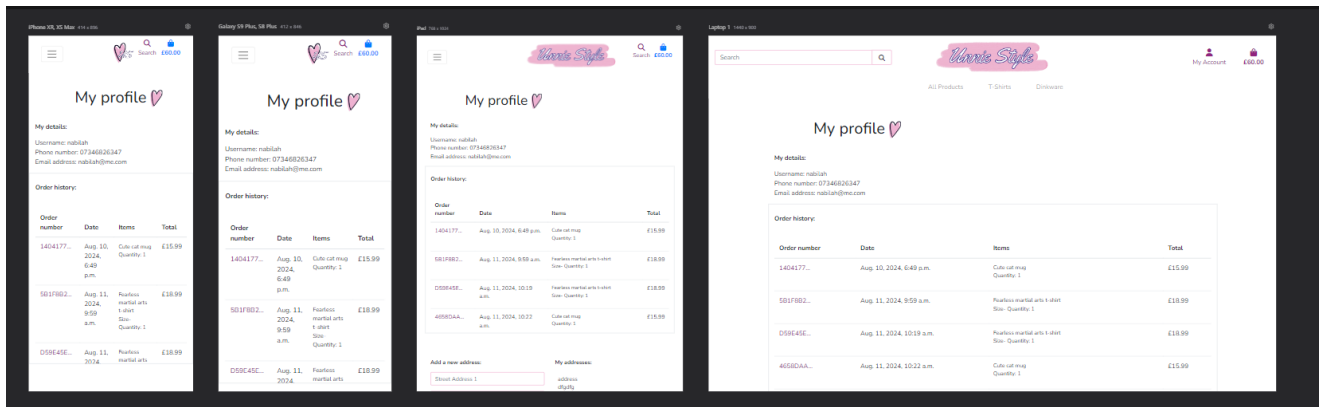 iPhone XR, XS Max 414 x 896
Search £60.00
My profile
My details:
Username: nabilah
Phone number: 07346826347
Email address: nabilah@me.com
Order history:
Order number Date Items Total
1404177... Aug. 10, 2024, 6:49 p.m. Cute cat mug Quantity: 1 £15.99
5B1F8B2... Aug. 11, 2024, 9:59 a.m. Fearless martial arts t-shirt Size- Quantity: 1 £18.99
D59E45E... Aug. 11, 2024 Fearless martial arts £18.99
Galaxy S9 Plus, S8 Plus 412 x 846
Search £60.00
My profile
My details:
Username: nabilah
Phone number: 07346826347
Email address: nabilah@me.com
Order history:
Order number Date Items Total
1404177... Aug. 10, 2024, 6:49 p.m. Cute cat mug Quantity: 1 £15.99
5B1F8B2... Aug. 11, 2024, 9:59 a.m. Fearless martial arts t-shirt Size- Quantity: 1 £18.99
D59E45E... Aug. 11, 2024 Fearless martial arts £18.99
iPad 768 x 1024
Unnie Style
Search £60.00
My profile
My details:
Username: nabilah
Phone number: 07346826347
Email address: nabilah@me.com
Order history:
Order number Date Items Total
1404177... Aug. 10, 2024, 6:49 p.m. Cute cat mug Quantity: 1 £15.99
5B1F8B2... Aug. 11, 2024, 9:59 a.m. Fearless martial arts t-shirt Size- Quantity: 1 £18.99
D59E45E... Aug. 11, 2024, 10:19 a.m. Fearless martial arts t-shirt Size- Quantity: 1 £18.99
4658DAA... Aug. 11, 2024, 10:22 a.m. Cute cat mug Quantity: 1 £15.99
Add a new address: My addresses:
Street Address 1 address
dfgdfg
Laptop 1 1440 x 900
Search Unnie Style My Account £60.00
All Products T-Shirts Drinkware
My profile
My details:
Username: nabilah
Phone number: 07346826347
Email address: nabilah@me.com
Order history:
Order number Date Items Total
1404177... Aug. 10, 2024, 6:49 p.m. Cute cat mug £15.99
Quantity: 1
5B1F8B2... Aug. 11, 2024, 9:59 a.m. Fearless martial arts t-shirt £18.99
Size- Quantity: 1
D59E45E... Aug. 11, 2024, 10:19 a.m. Fearless martial arts t-shirt £18.99
Size- Quantity: 1
4658DAA... Aug. 11, 2024, 10:22 a.m. Cute cat mug £15.99
Quantity: 1